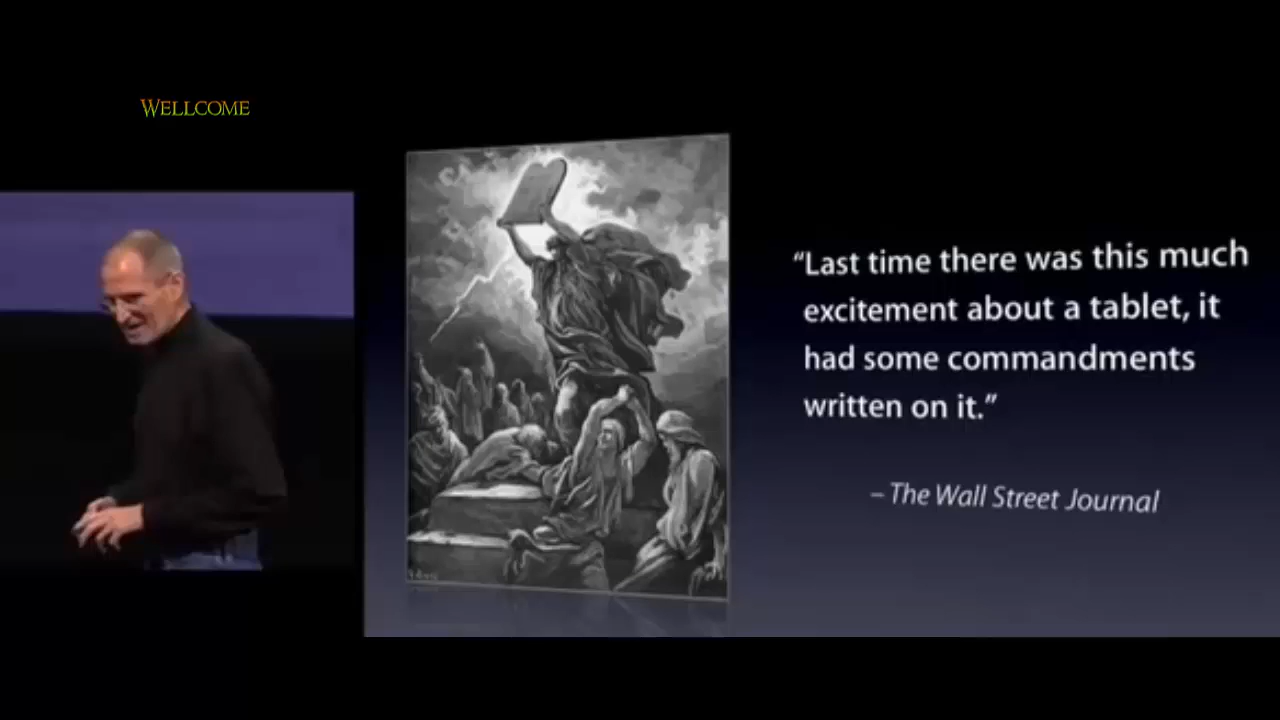 WELLCOME
“Last time there was this much
excitement about a tablet, it
had some commandments
written on it.”
– The Wall Street Journal